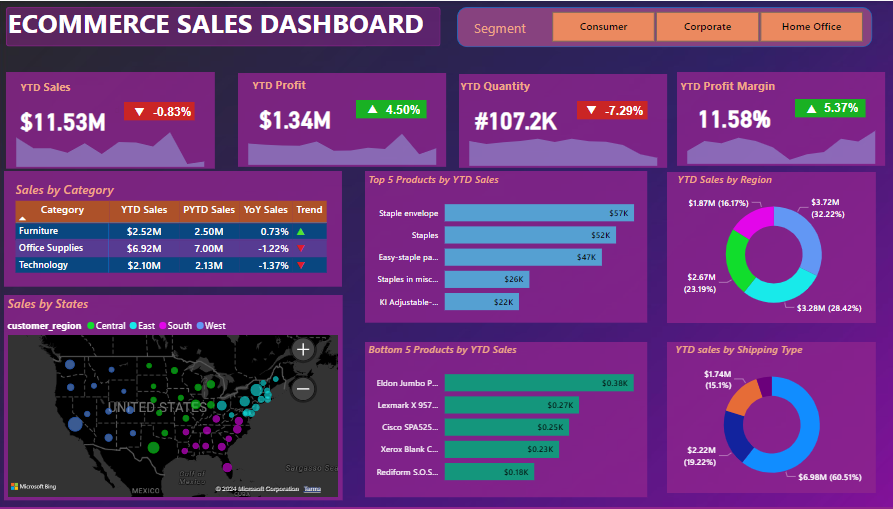 ECOMMERCE SALES DASHBOARD
Segment
Consumer
Corporate
Home Office
YTD Sales
-0.83%
$11.53M
YTD Profit
4.50%
$1.34M
YTD Quantity
-7.29%
#107.2K
YTD Profit Margin
5.37%
11.58%
Sales by Category
Category YTD Sales PYTD Sales YoY Sales Trend
Furniture $2.52M 2.50M 0.73%
Office Supplies $6.92M 7.00M -1.22%
Technology $2.10M 2.13M -1.37%
Sales by States
customer_region Central East South West
UNITED STATES
Gulf of
Mexico
Sargasso Sea
MEXICO
Microsoft Bing
© 2024 Microsoft Corporation Terms
Top 5 Products by YTD Sales
Staple envelope $57K
Staples $52K
Easy-staple pa... $47K
Staples in misc... $26K
KI Adjustable-... $22K
Bottom 5 Products by YTD Sales
Eldon Jumbo P... $0.38K
Lexmark X 957... $0.27K
Cisco SPA525... $0.25K
Xerox Blank C... $0.23K
Rediform S.O.S... $0.18K
YTD Sales by Region
$1.87M (16.17%)
$3.72M
(32.22%)
$2.67M
(23.19%)
$3.28M (28.42%)
YTD sales by Shipping Type
$1.74M
(15.1%)
$2.22M
(19.22%)
$6.98M (60.51%)